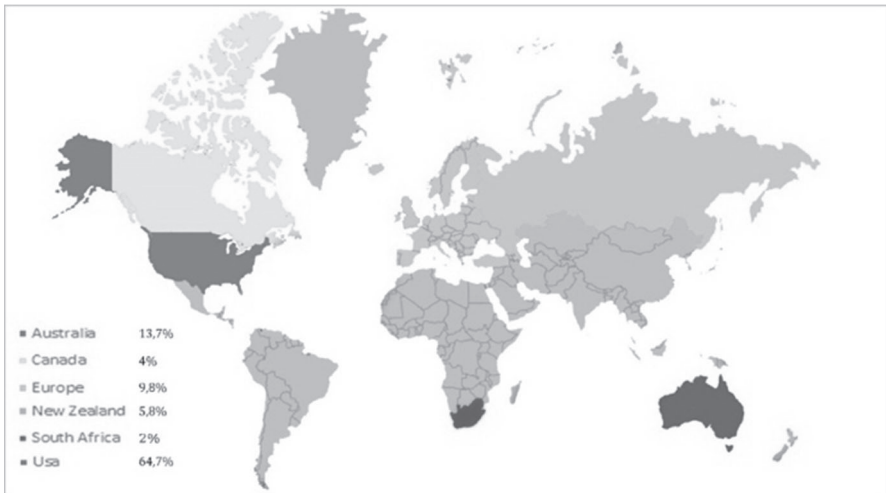 Australia 13,7%
Canada 4%
Europe 9,8%
New Zealand 5,8%
South Africa 2%
Usa 64,7%